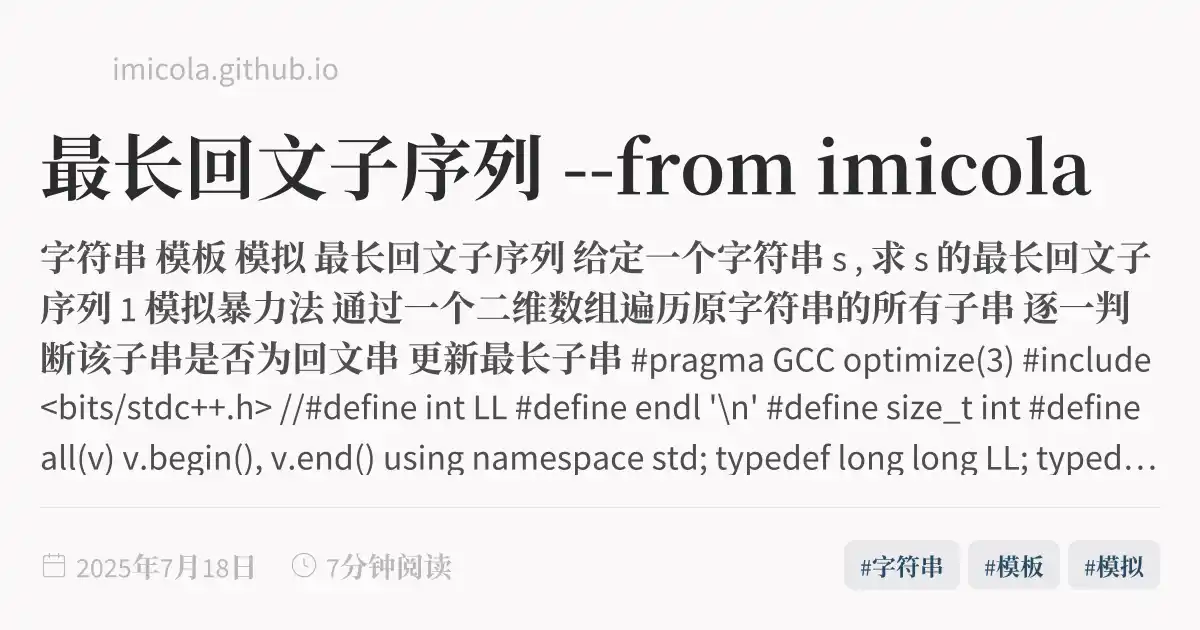 imicola.github.io
最长回文子序列 --from imicola
字符串 模板 模拟 最长回文子序列 给定一个字符串 s , 求 s 的最长回文子
序列 1 模拟暴力法 通过一个二维数组遍历原字符串的所有子串 逐一判
断该子串是否为回文串 更新最长子串 #pragma GCC optimize(3) #include
<bits/stdc++.h> //#define int LL #define endl '\n' #define size_t int #define
all(v) v.begin(), v.end() using namespace std; typedef long long LL; typed…
2025年7月18日 7分钟阅读 #字符串 #模板 #模拟